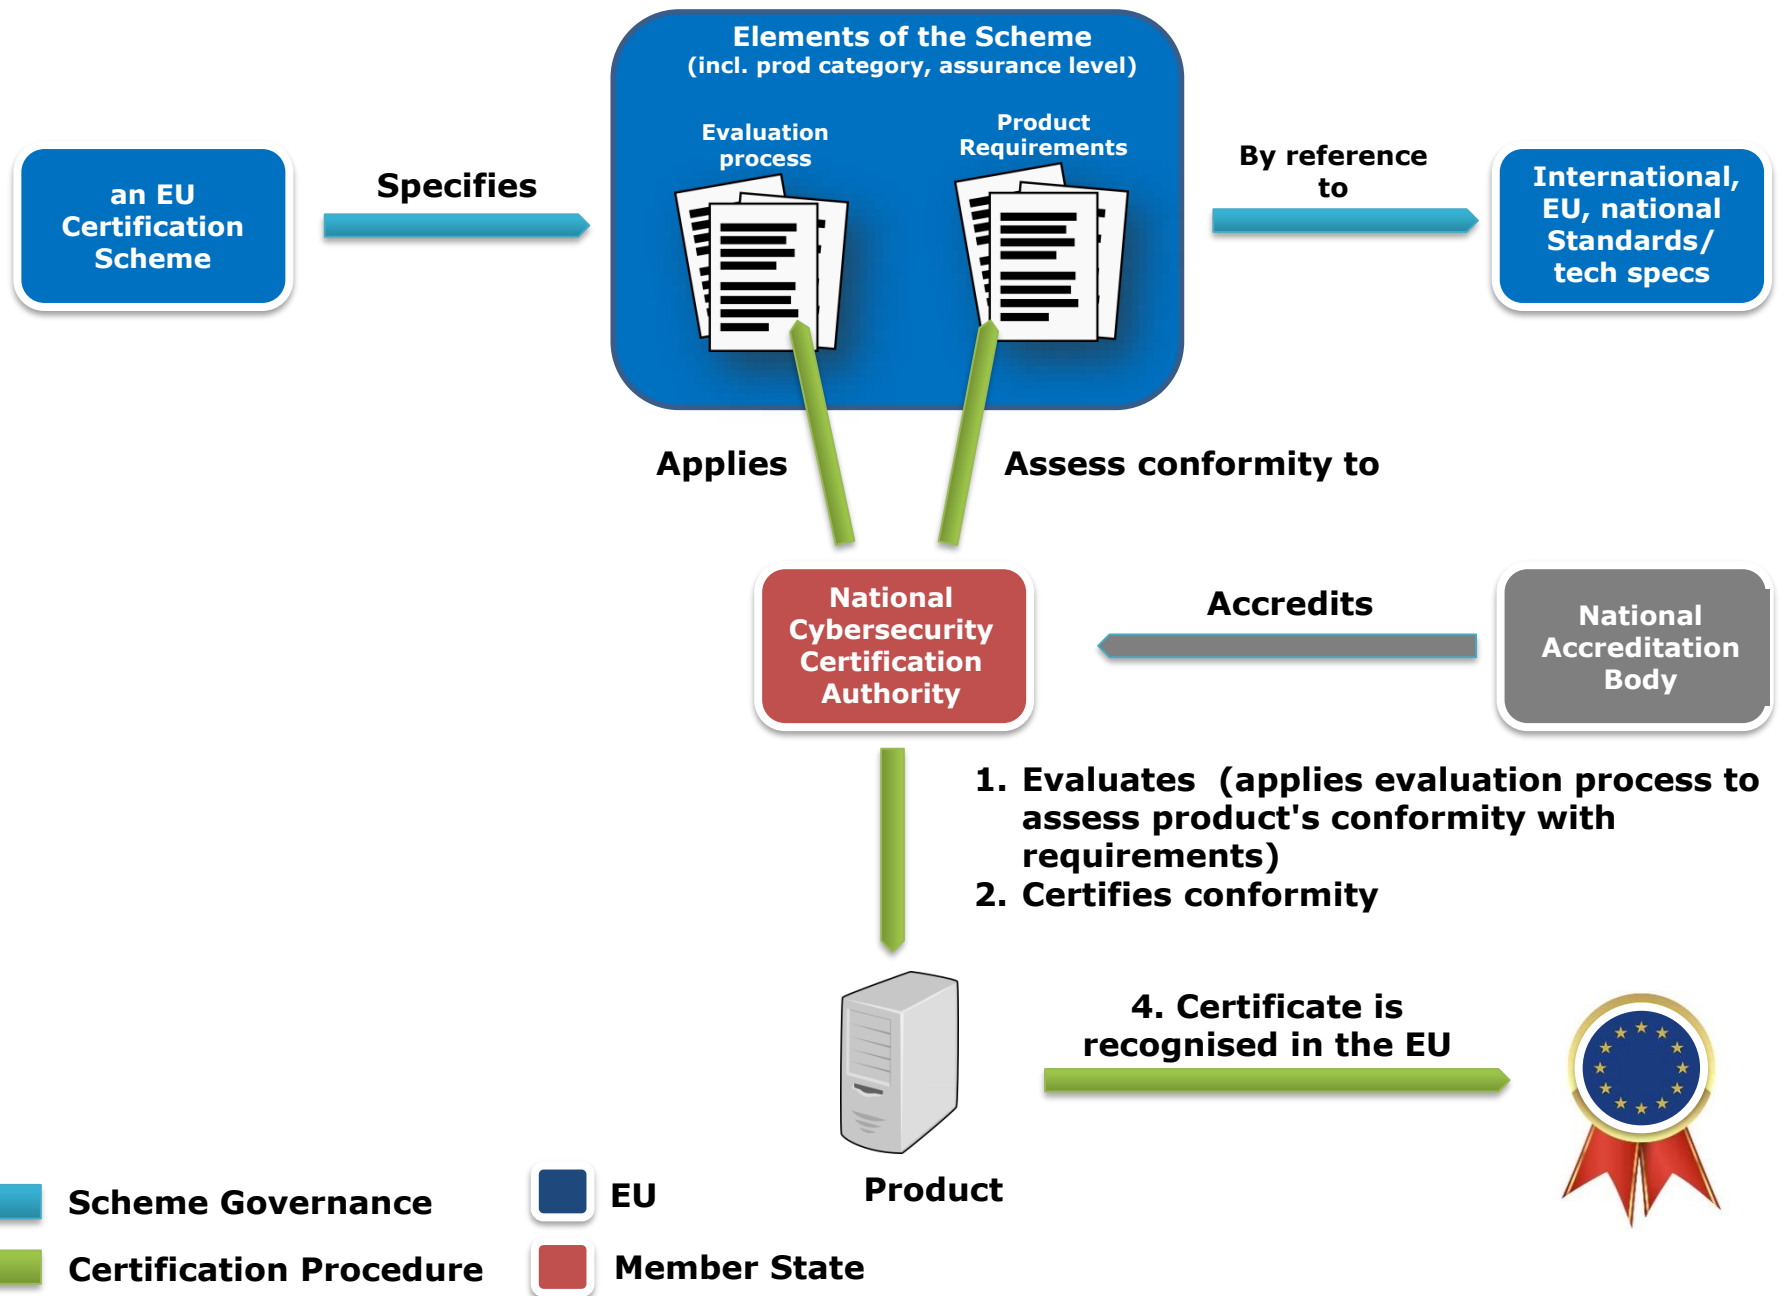 Elements of the Scheme
(incl. prod category, assurance level)
Evaluation
process
Product
Requirements
an EU
Certification
Scheme
Specifies
By reference
to
International,
EU, national
Standards/
tech specs
Applies
Assess conformity to
National
Cybersecurity
Certification
Authority
Accredits
National
Accreditation
Body
1. Evaluates (applies evaluation process to
assess product's conformity with
requirements)
2. Certifies conformity
4. Certificate is
recognised in the EU
Product
Scheme Governance
EU
Certification Procedure
Member State